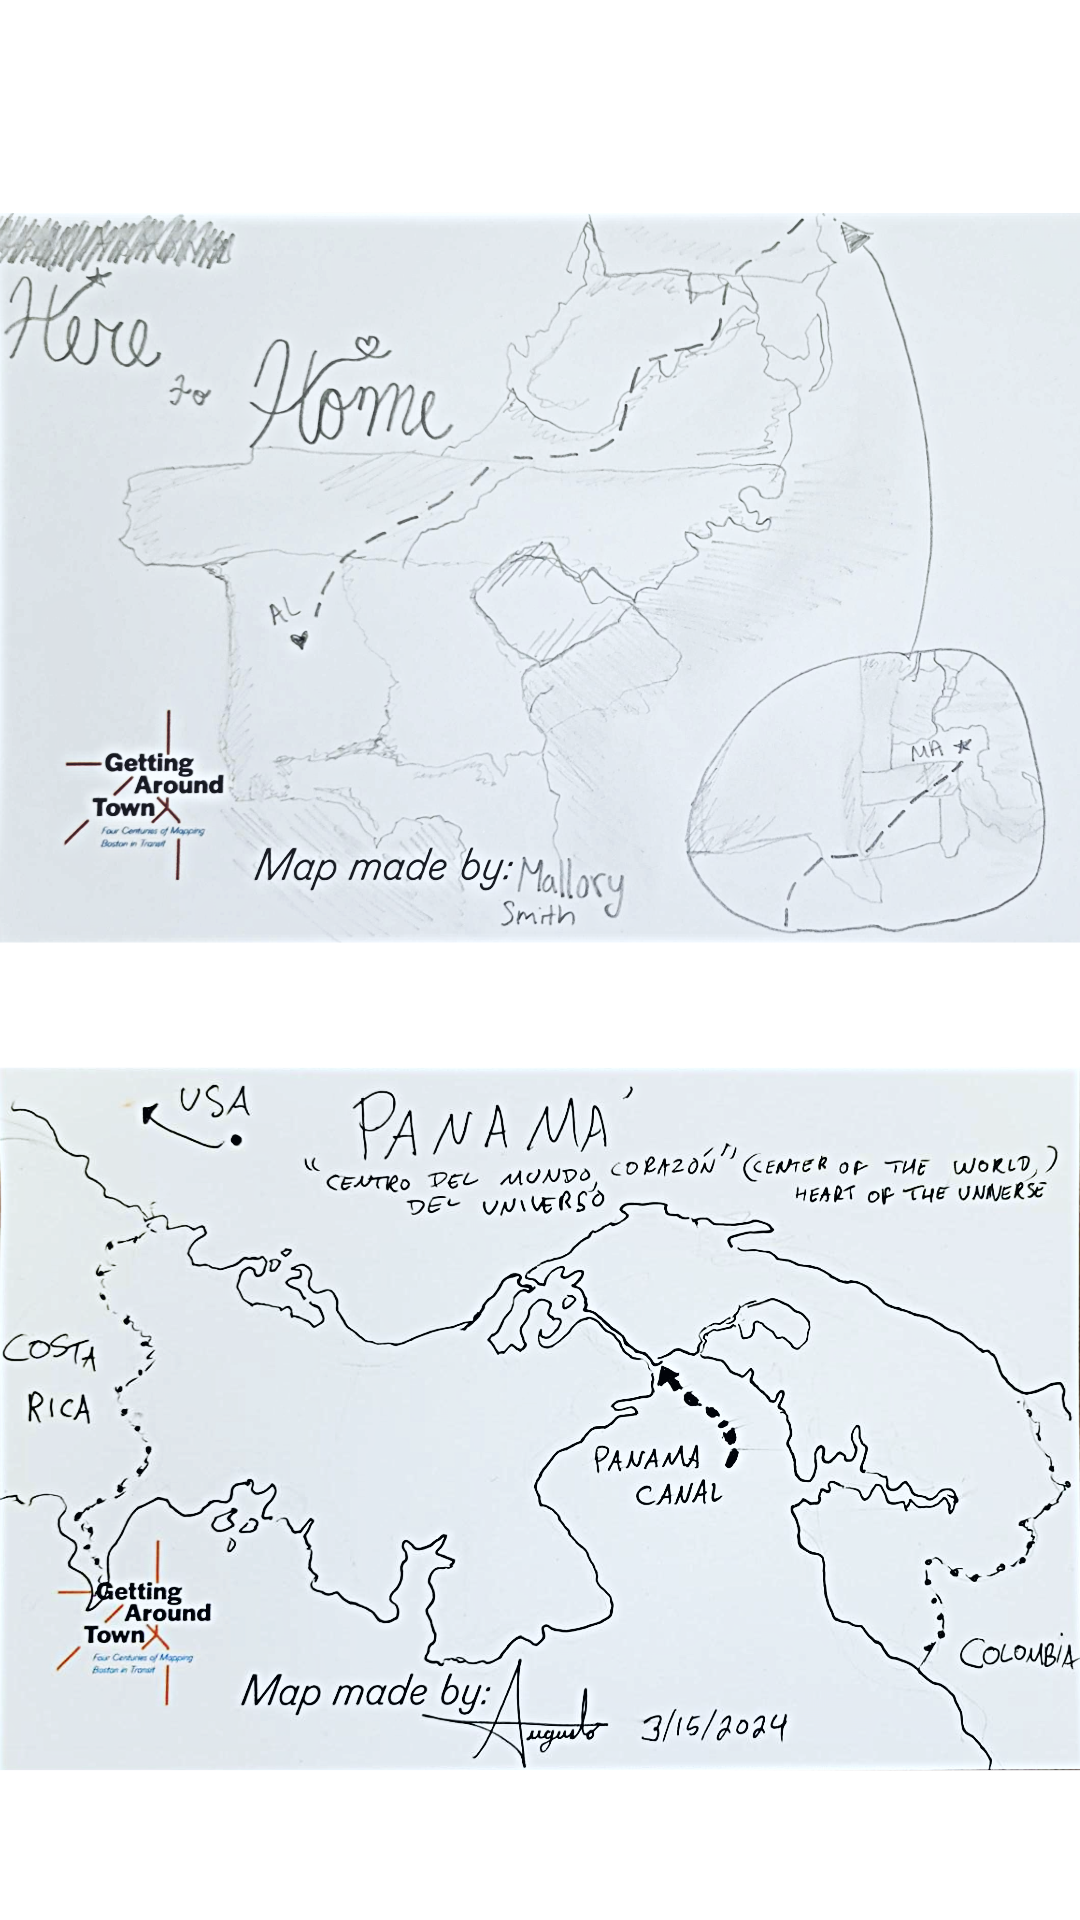 Here
to
Home
AL
MA
Getting
Around
Town
Four Centuries of Mapping
Boston in Transit
Map made by: Mallory
Smith
USA
PANAMÁ
"CENTRO DEL MUNDO, CORAZÓN" (CENTER OF THE WORLD,)
DEL UNIVERSO HEART OF THE UNIVERSE
COSTA
RICA
PANAMA
CANAL
COLOMBIA
Getting
Around
Town
Four Centuries of Mapping
Boston in Transit
Map made by: Augusto 3/15/2024